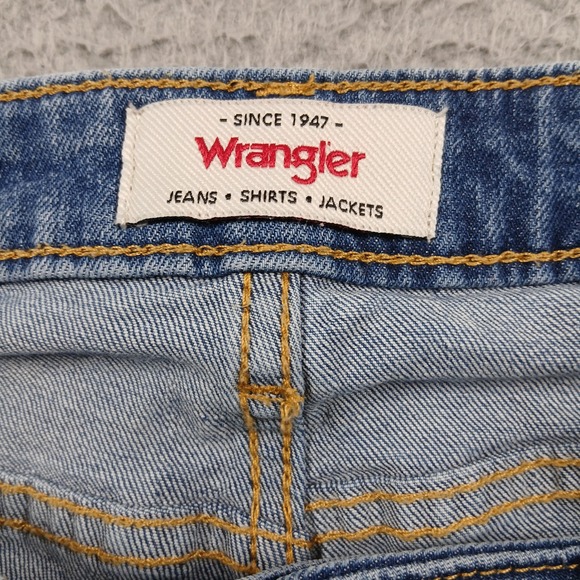 - SINCE 1947 -
Wrangler
JEANS • SHIRTS • JACKETS